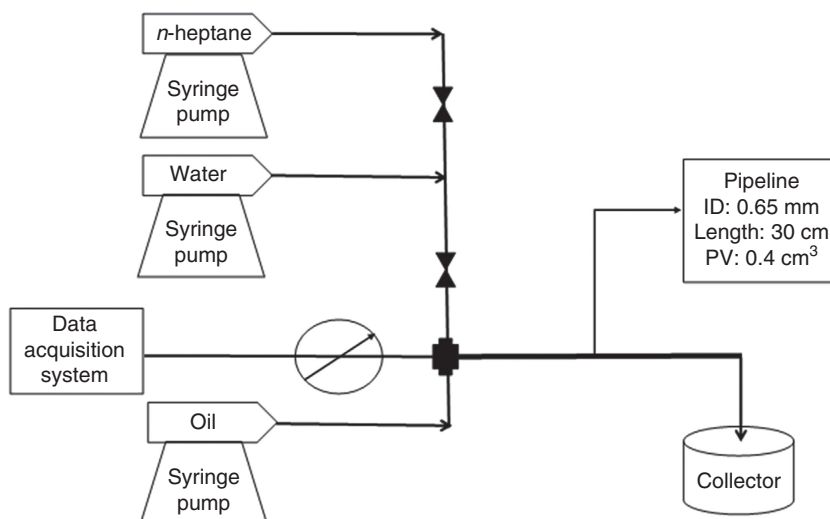 n-heptane
Syringe
pump
Water
Syringe
pump
Pipeline
ID: 0.65 mm
Length: 30 cm
PV: 0.4 cm³
Data
acquisition
system
Oil
Syringe
pump
Collector